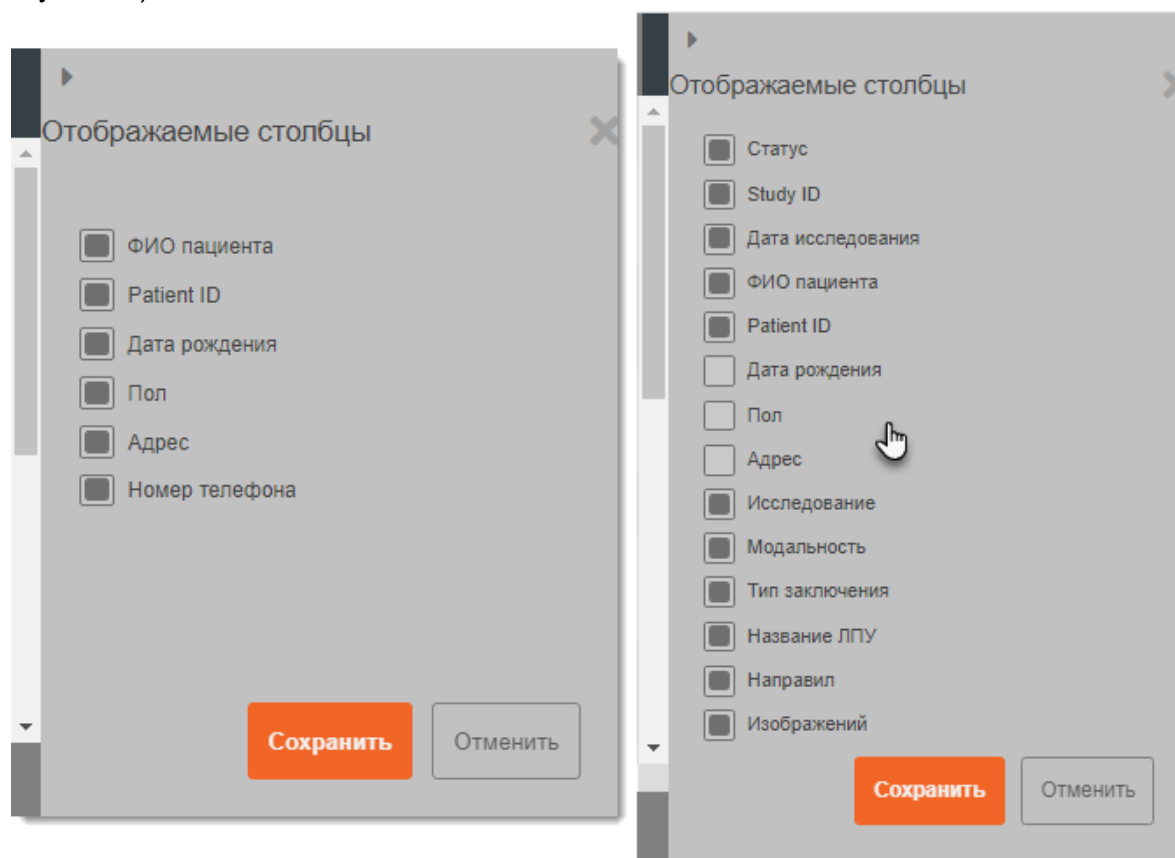 Отображаемые столбцы
ФИО пациента
Patient ID
Дата рождения
Пол
Адрес
Номер телефона
Сохранить
Отменить
Отображаемые столбцы
Статус
Study ID
Дата исследования
ФИО пациента
Patient ID
Дата рождения
Пол
Адрес
Исследование
Модальность
Тип заключения
Название ЛПУ
Направил
Изображений
Сохранить
Отменить